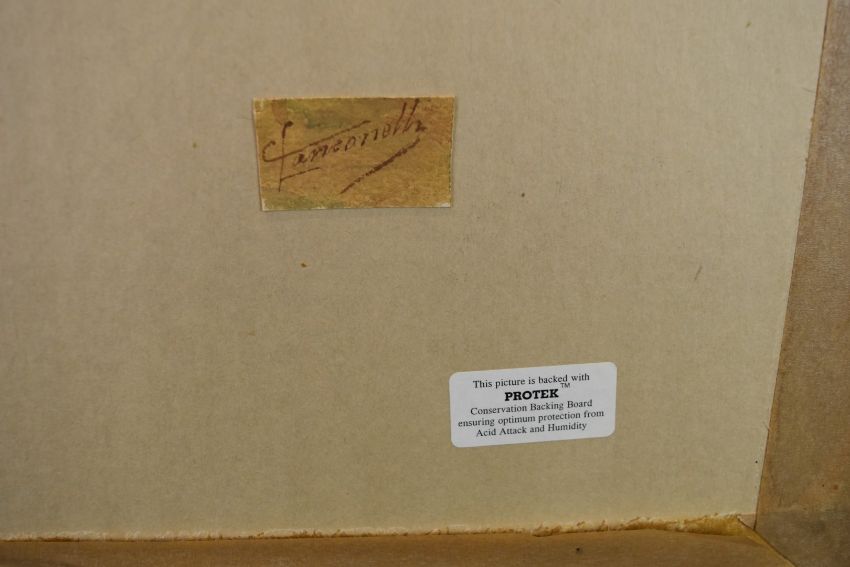 This picture is backed with
PROTEK™
Conservation Backing Board
ensuring optimum protection from
Acid Attack and Humidity